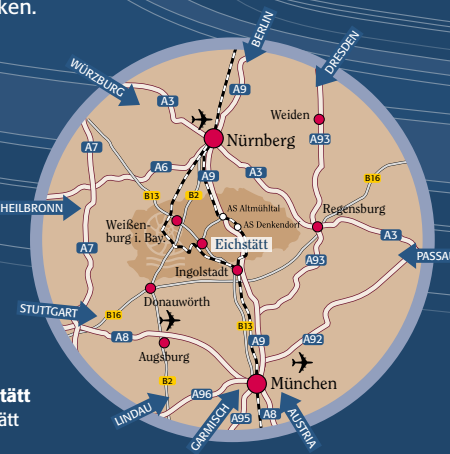 ken.
BERLIN
DRESDEN
WÜRZBURG
A9
A3
Weiden
Nürnberg
A93
A7
A6
A9
A3
B16
B13
B2
HEILBRONN
AS Altmühltal
Regensburg
Weißen-
burg i. Bay.
AS Denkendorf
Eichstätt
A3
A7
Ingolstadt
A93
PASSAU
Donauwörth
STUTTGART
B16
B13
A8
A9
A92
Augsburg
B2
München
A96
stätt
tätt
LINDAU
GARMISCH
A95
A8
AUSTRIA